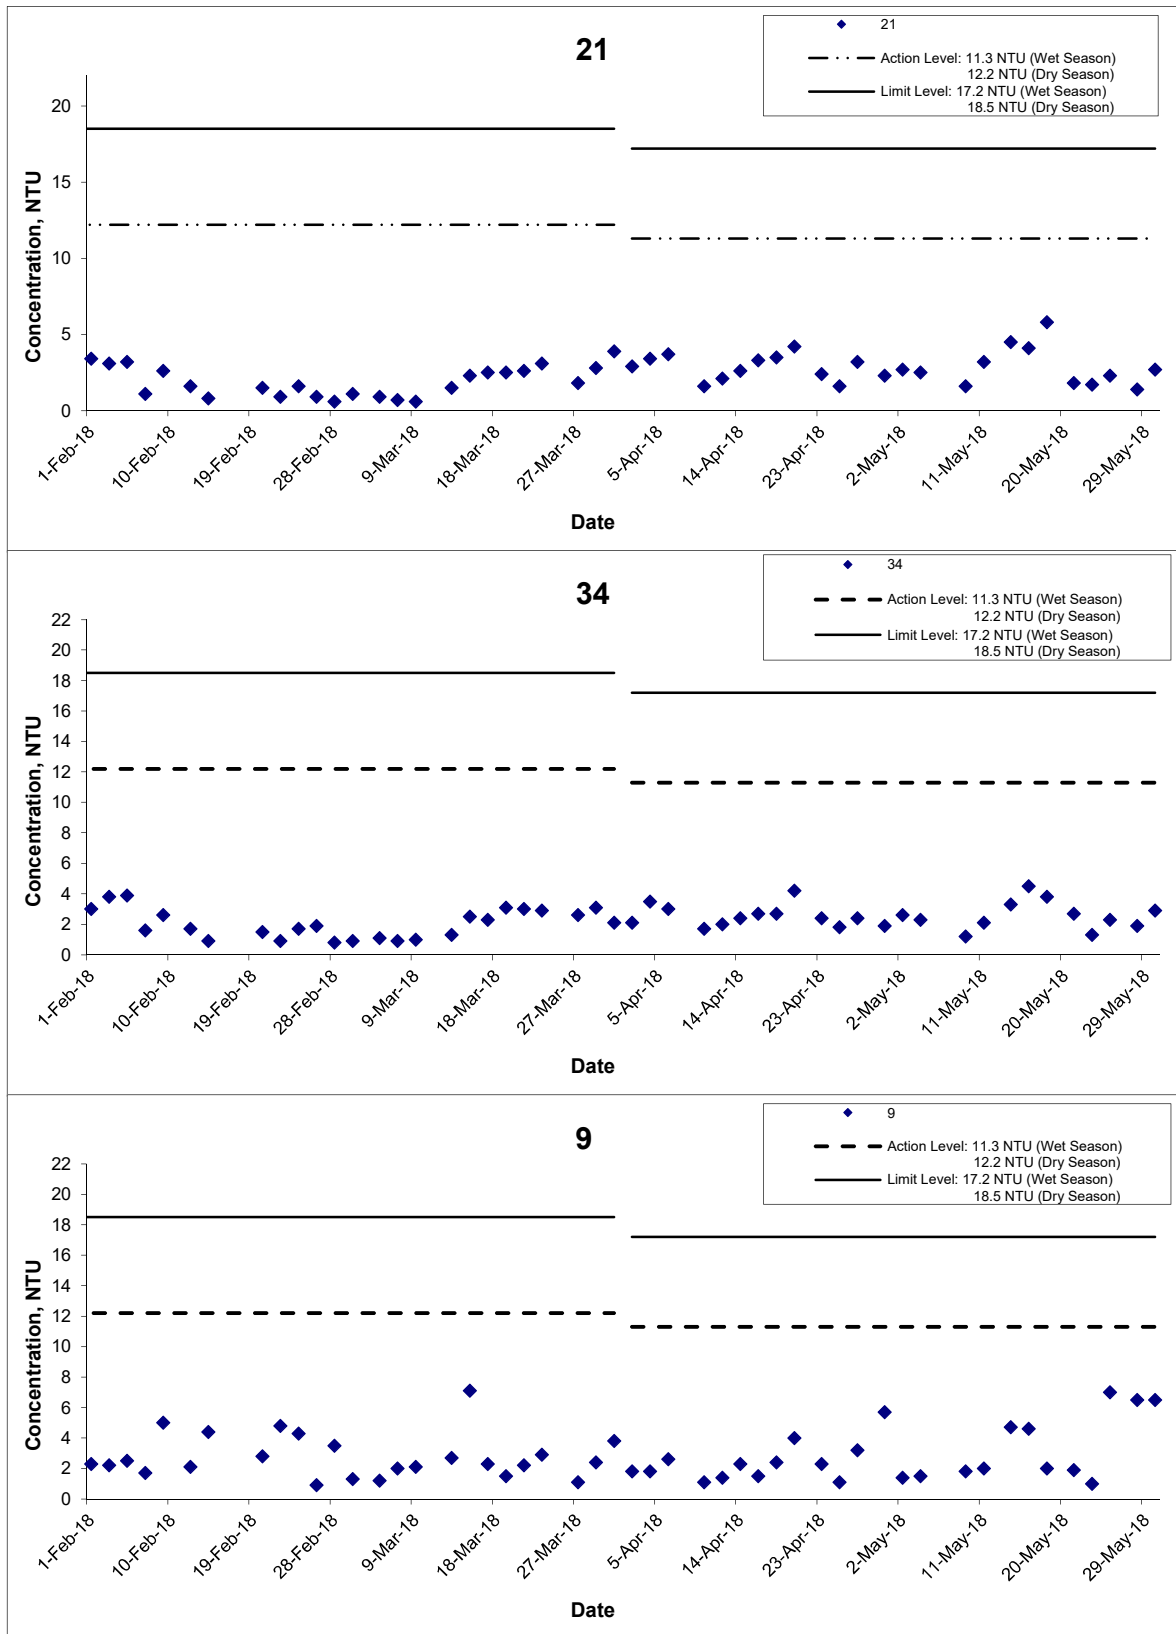 21
21
Action Level: 11.3 NTU (Wet Season)
12.2 NTU (Dry Season)
Limit Level: 17.2 NTU (Wet Season)
18.5 NTU (Dry Season)
Concentration, NTU
20
15
10
5
0
1-Feb-18
10-Feb-18
19-Feb-18
28-Feb-18
9-Mar-18
18-Mar-18
27-Mar-18
5-Apr-18
14-Apr-18
23-Apr-18
2-May-18
11-May-18
20-May-18
29-May-18
Date
34
34
Action Level: 11.3 NTU (Wet Season)
12.2 NTU (Dry Season)
Limit Level: 17.2 NTU (Wet Season)
18.5 NTU (Dry Season)
Concentration, NTU
22
20
18
16
14
12
10
8
6
4
2
0
1-Feb-18
10-Feb-18
19-Feb-18
28-Feb-18
9-Mar-18
18-Mar-18
27-Mar-18
5-Apr-18
14-Apr-18
23-Apr-18
2-May-18
11-May-18
20-May-18
29-May-18
Date
9
9
Action Level: 11.3 NTU (Wet Season)
12.2 NTU (Dry Season)
Limit Level: 17.2 NTU (Wet Season)
18.5 NTU (Dry Season)
Concentration, NTU
22
20
18
16
14
12
10
8
6
4
2
0
1-Feb-18
10-Feb-18
19-Feb-18
28-Feb-18
9-Mar-18
18-Mar-18
27-Mar-18
5-Apr-18
14-Apr-18
23-Apr-18
2-May-18
11-May-18
20-May-18
29-May-18
Date